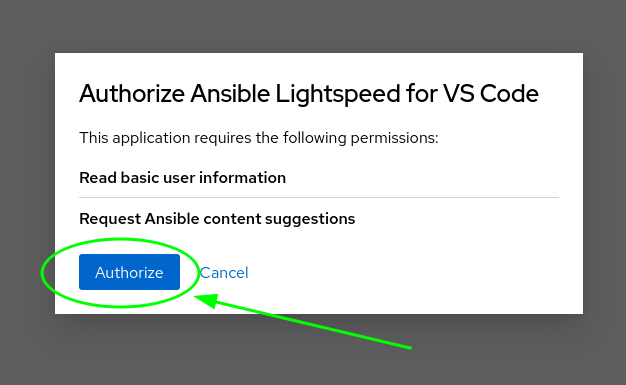 Authorize Ansible Lightspeed for VS Code
This application requires the following permissions:
Read basic user information
Request Ansible content suggestions
Authorize Cancel